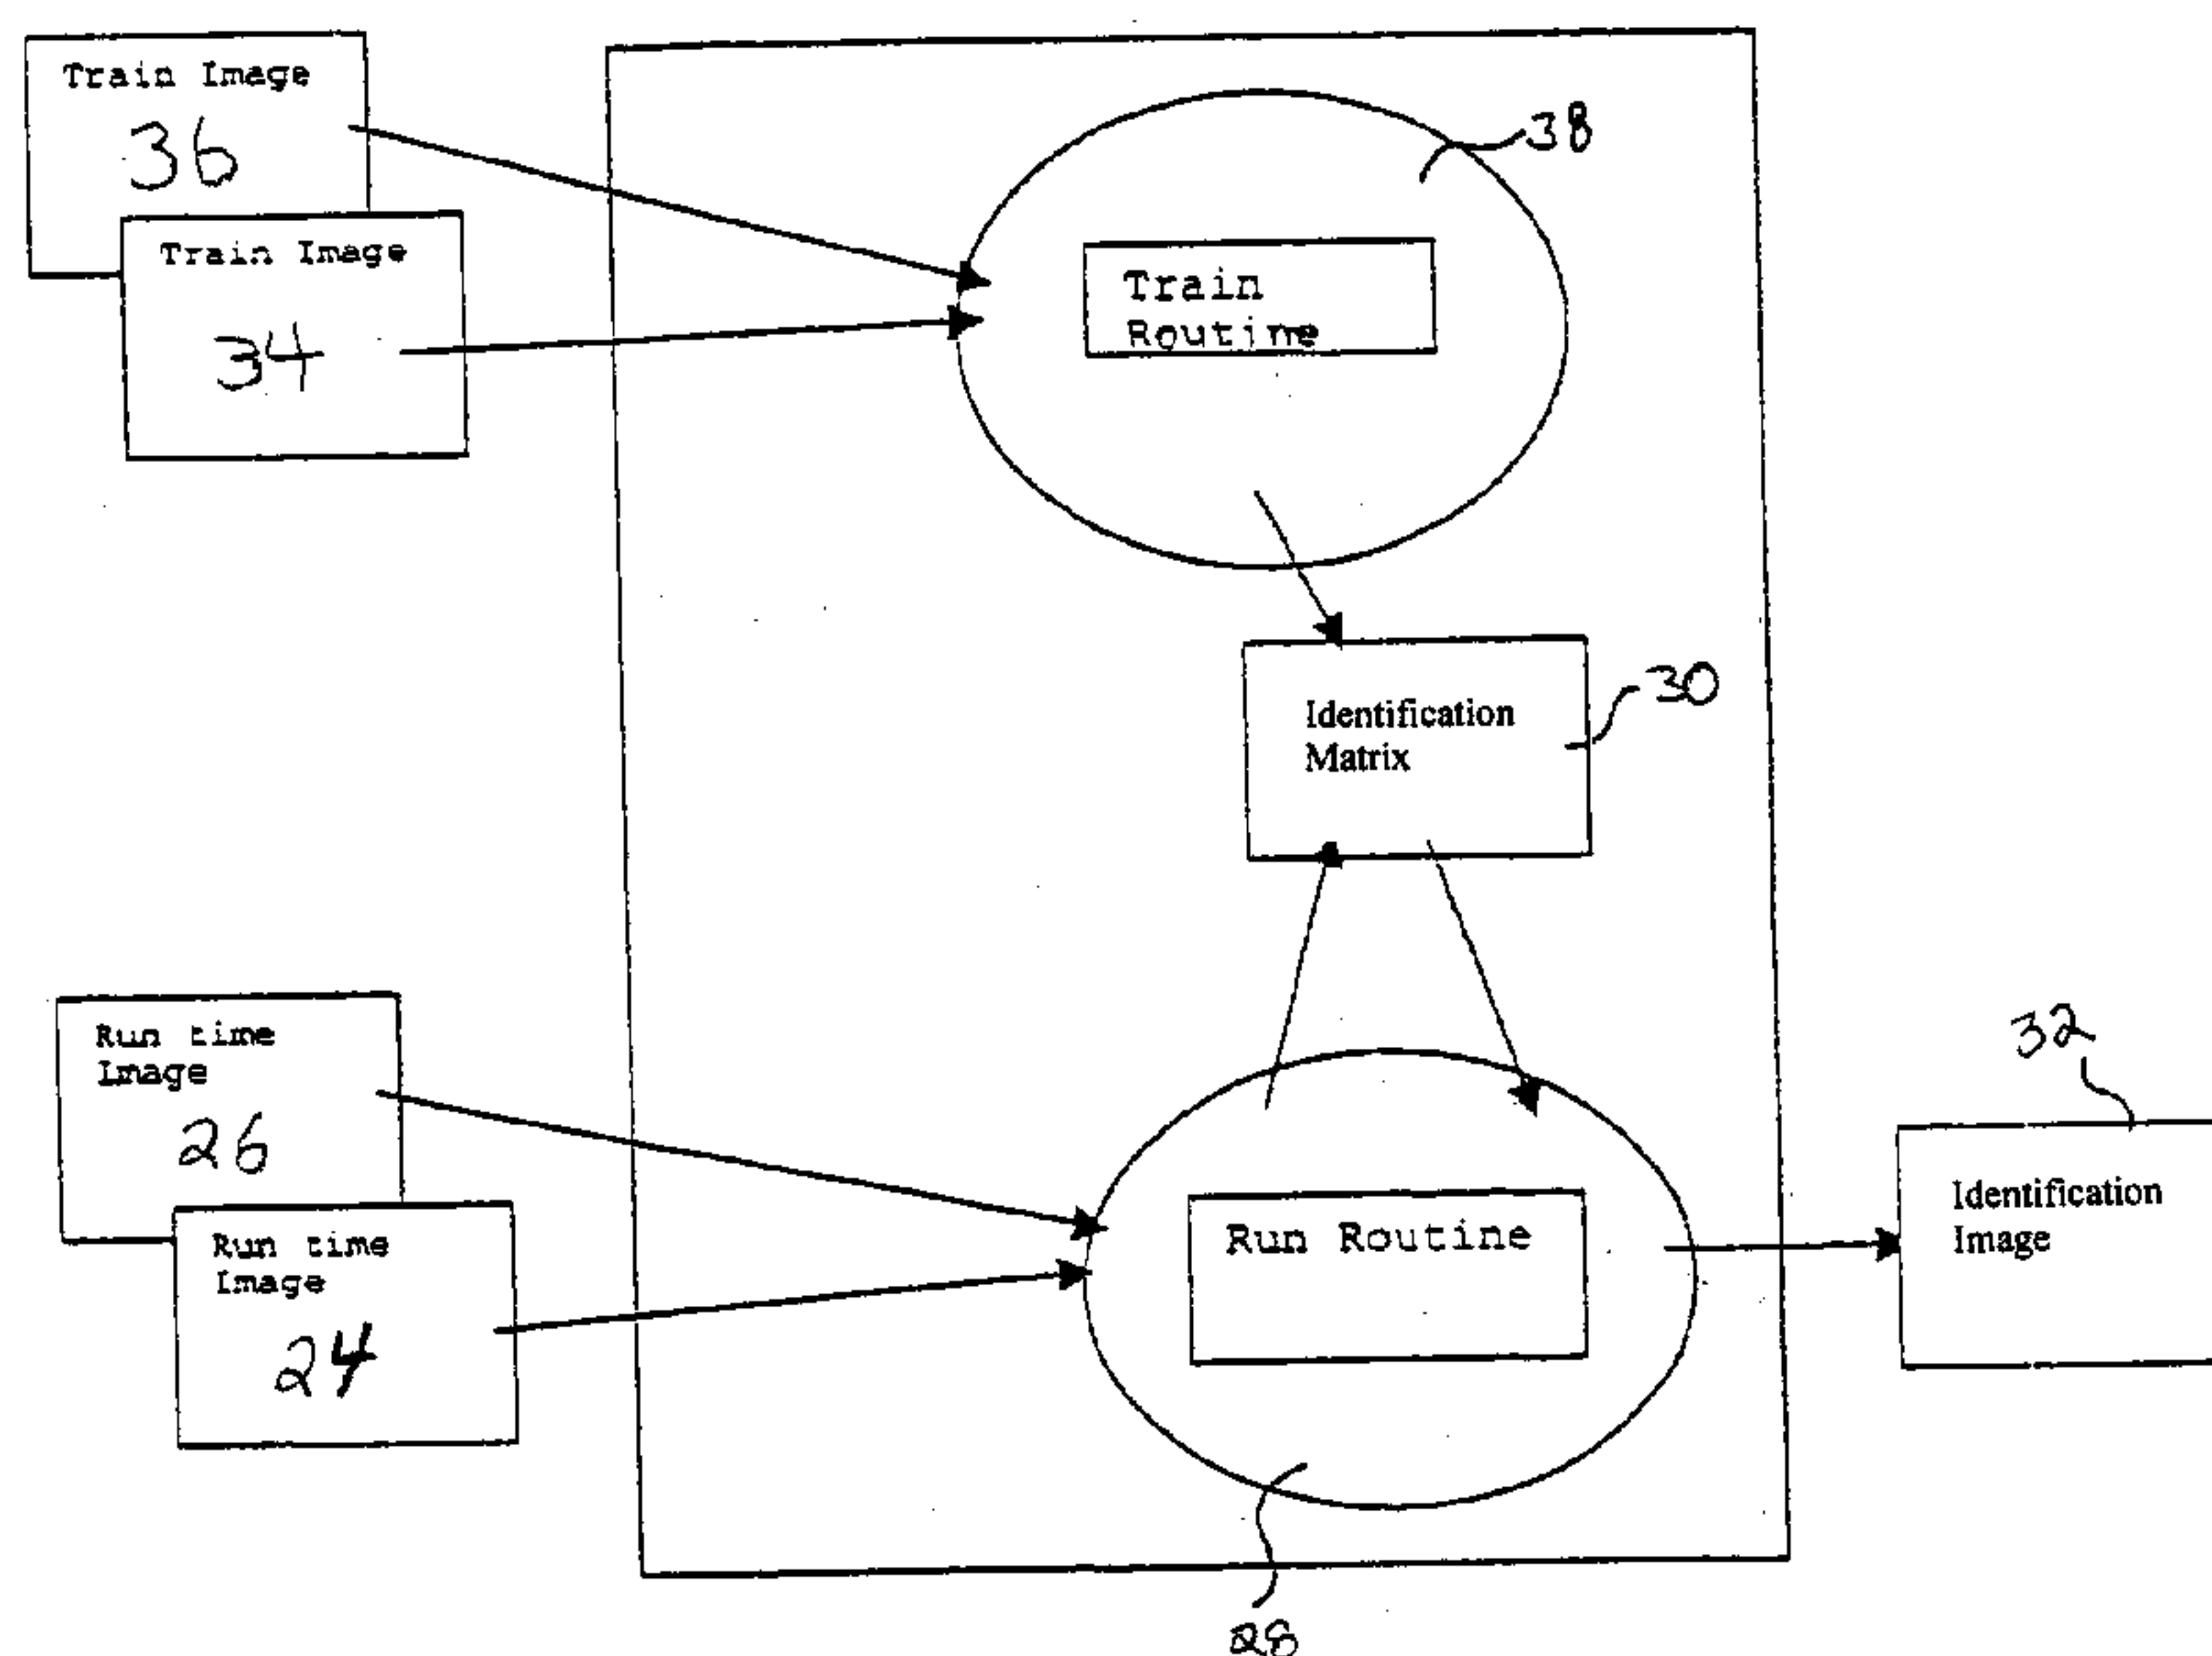 Train Image
36
38
Train Image
34
Train
Routine
30
Identification
Matrix
Run time
Image
26
32
Run time
Image
24
Run Routine
Identification
Image
28